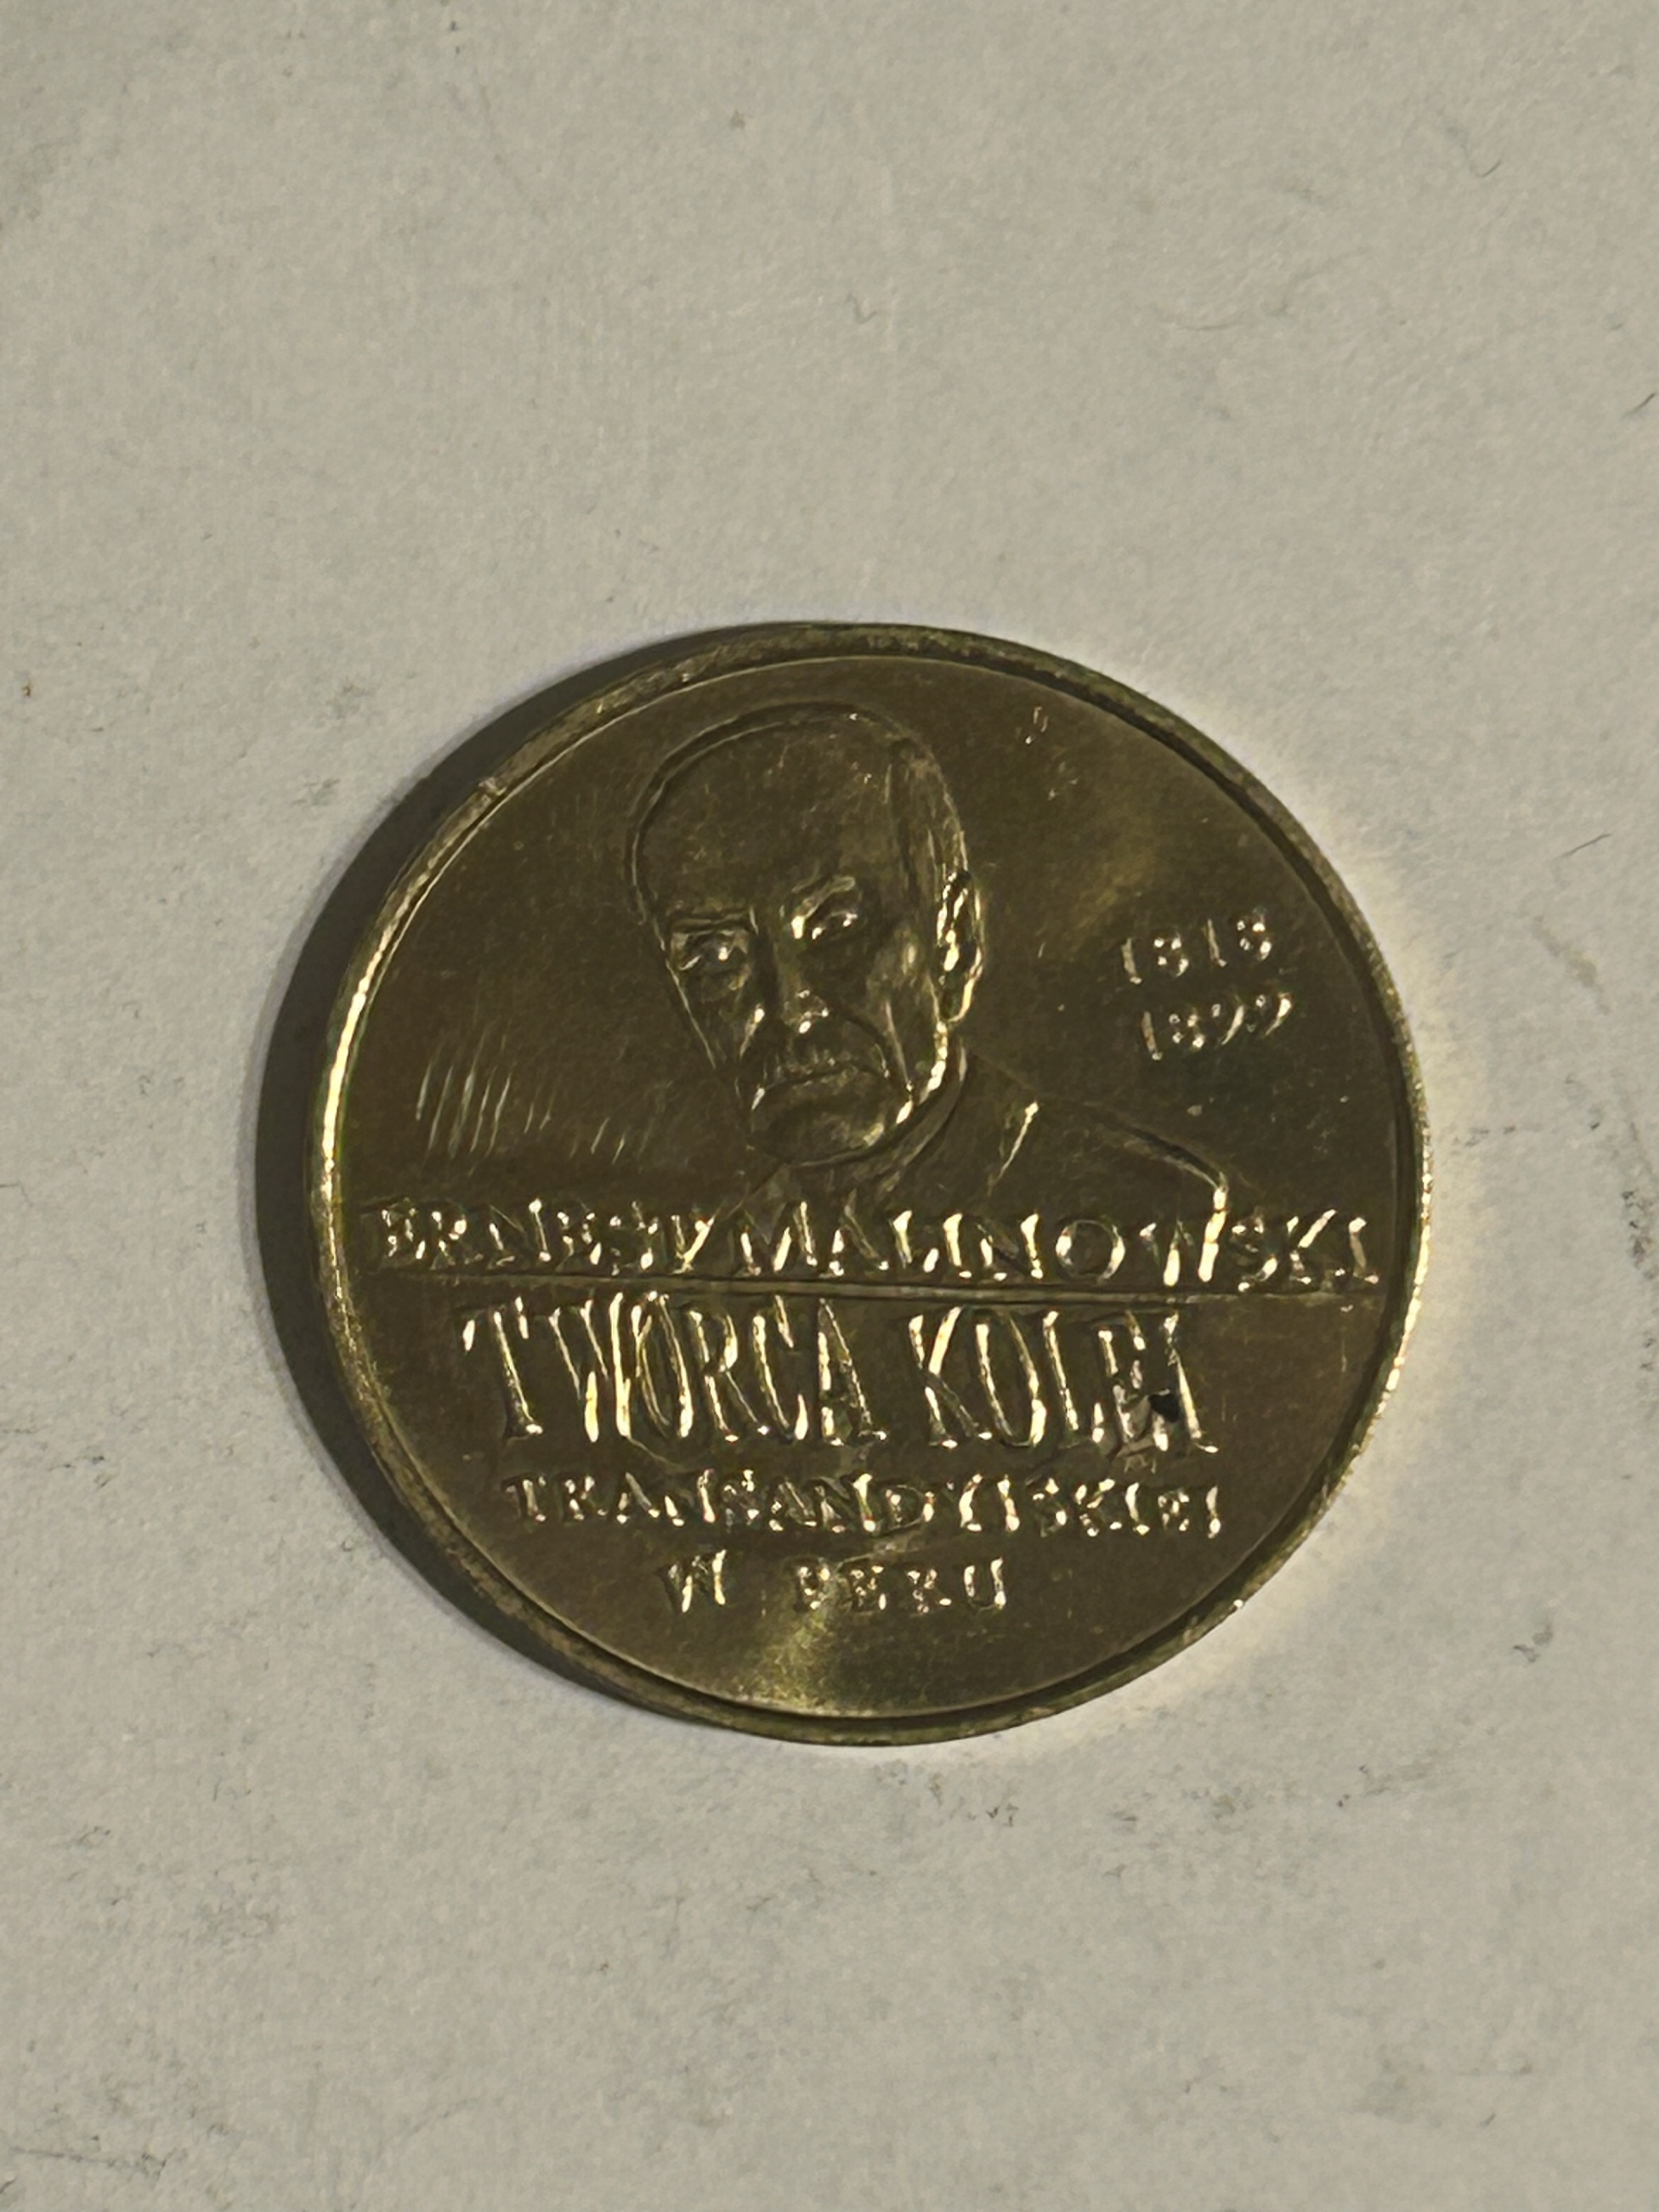 1818
1899
ERNEST MALINOWSKI
TWÓRCA KOLEI
TRANSANDYJSKIEJ
W PERU